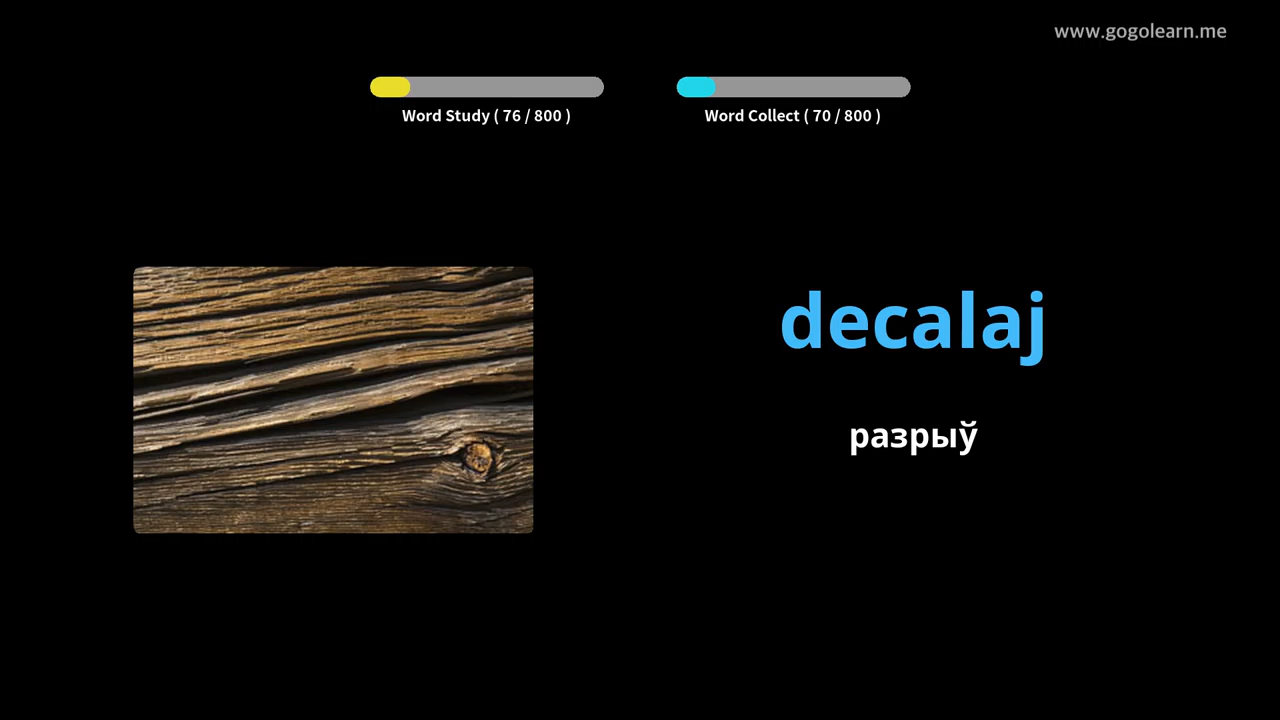 www.gogolearn.me
Word Study ( 76 / 800 )
Word Collect ( 70 / 800 )
decalaj
разрыў